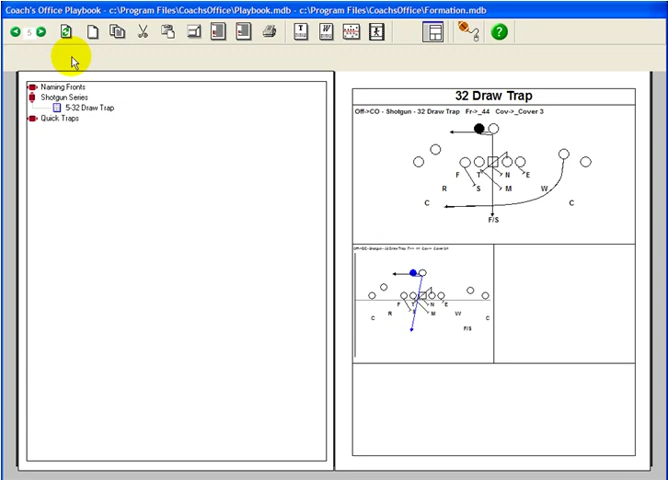 Coach's Office Playbook - c:\Program Files\CoachsOffice\Playbook.mdb - c:\Program Files\CoachsOffice\Formation.mdb
5
T W ?
Naming Fronts
Shotgun Series
5-32 Draw Trap
Quick Traps
32 Draw Trap
Off->CO - Shotgun - 32 Draw Trap Fr->_44 Cov->_Cover 3
F T N E
R S M W
C C
F/S
F T N E
R M W
C C
F/S